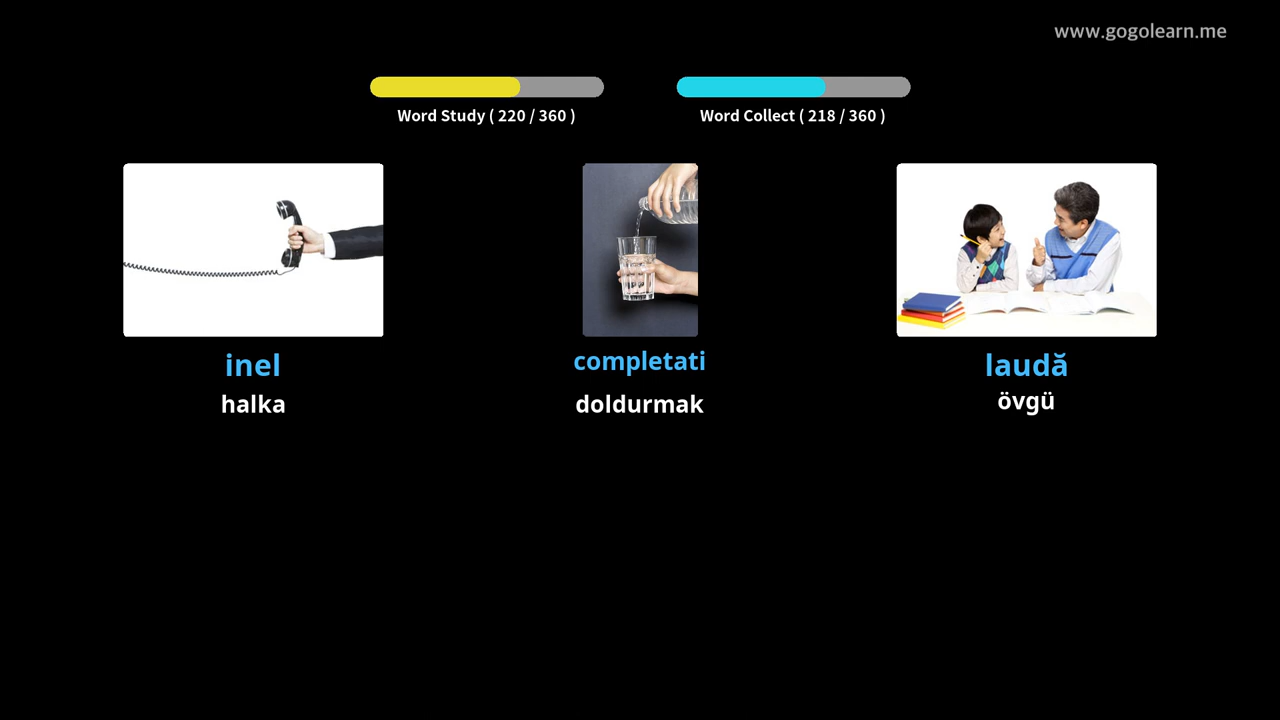 www.gogolearn.me
Word Study ( 220 / 360 )
Word Collect ( 218 / 360 )
inel
halka
completati
doldurmak
laudă
övgü